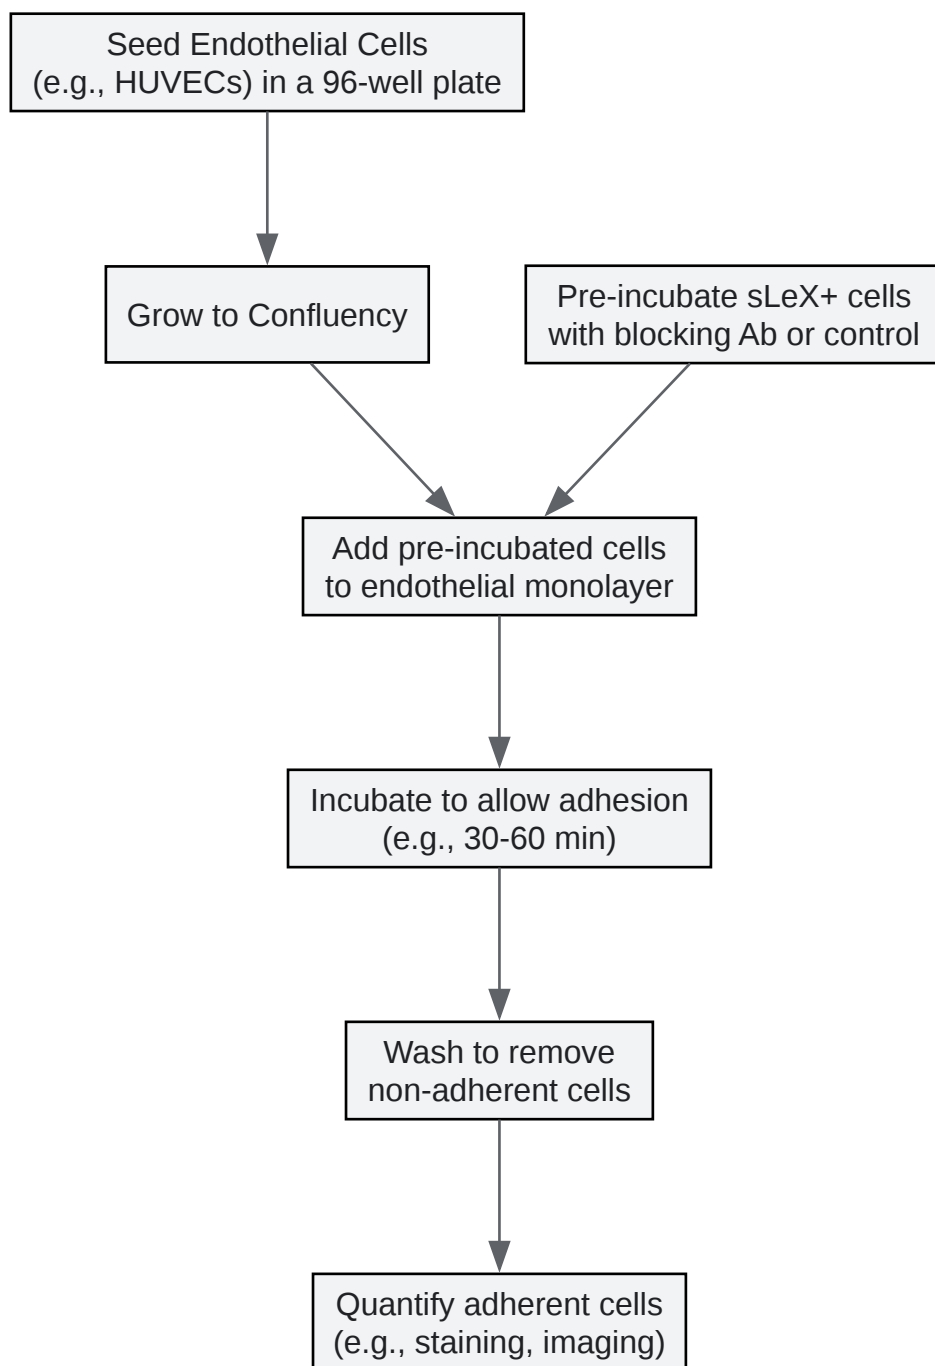 Seed Endothelial Cells
(e.g., HUVECs) in a 96-well plate
Grow to Confluency
Pre-incubate sLeX+ cells
with blocking Ab or control
Add pre-incubated cells
to endothelial monolayer
Incubate to allow adhesion
(e.g., 30-60 min)
Wash to remove
non-adherent cells
Quantify adherent cells
(e.g., staining, imaging)